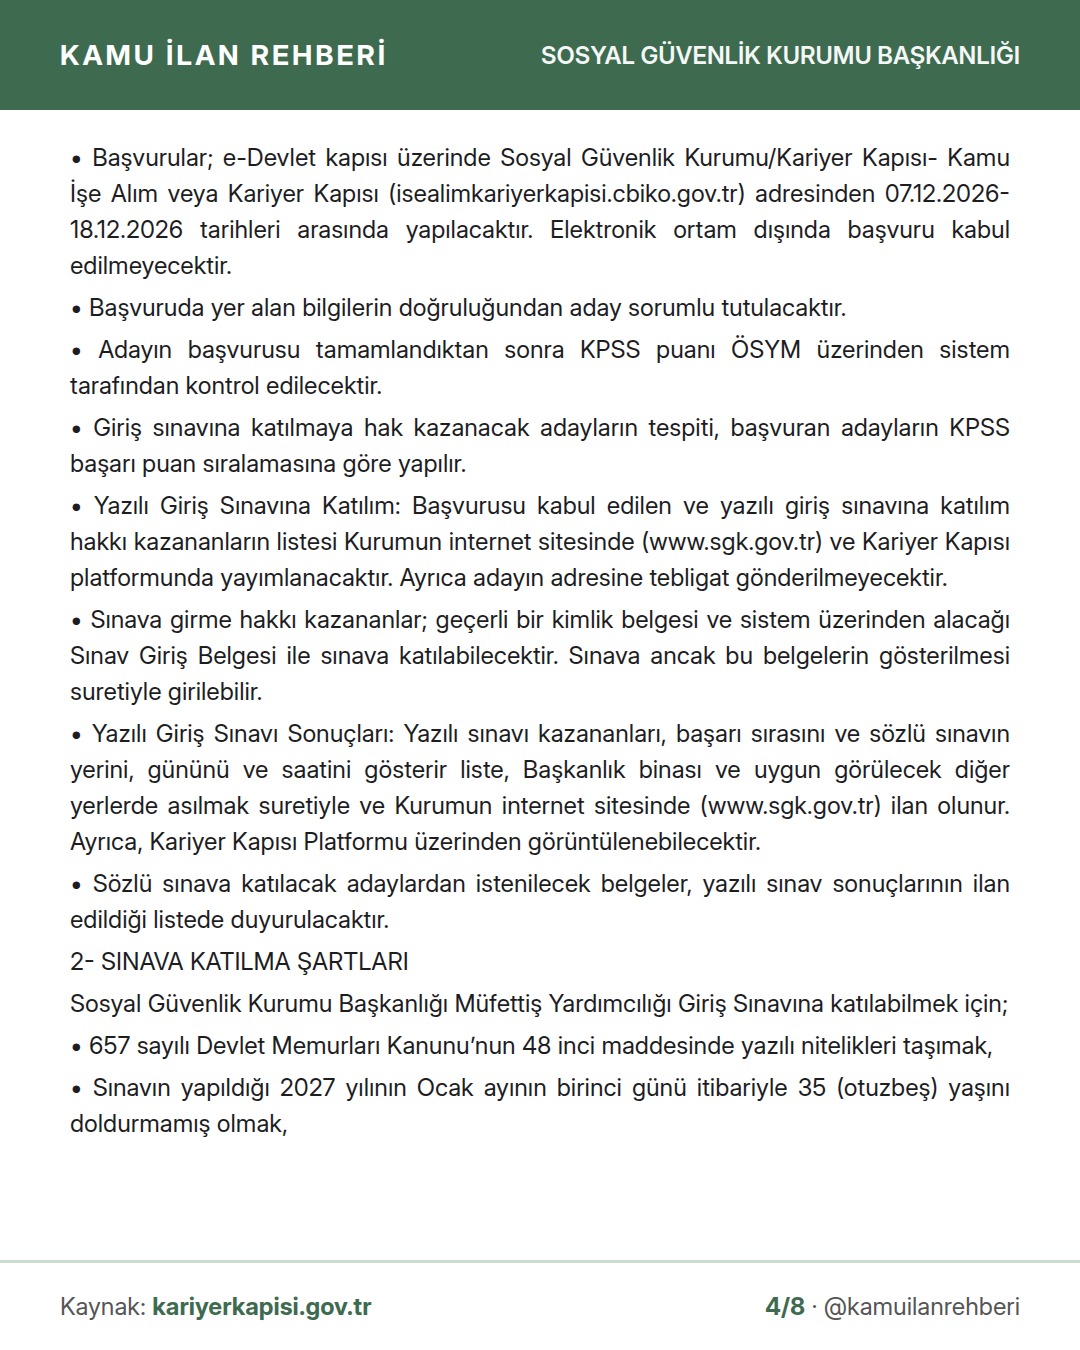 KAMU İLAN REHBERİ
SOSYAL GÜVENLİK KURUMU BAŞKANLIĞI
• Başvurular; e-Devlet kapısı üzerinde Sosyal Güvenlik Kurumu/Kariyer Kapısı- Kamu
İşe Alım veya Kariyer Kapısı (isealimkariyerkapisi.cbiko.gov.tr) adresinden 07.12.2026-
18.12.2026 tarihleri arasında yapılacaktır. Elektronik ortam dışında başvuru kabul
edilmeyecektir.
• Başvuruda yer alan bilgilerin doğruluğundan aday sorumlu tutulacaktır.
• Adayın başvurusu tamamlandıktan sonra KPSS puanı ÖSYM üzerinden sistem
tarafından kontrol edilecektir.
• Giriş sınavına katılmaya hak kazanacak adayların tespiti, başvuran adayların KPSS
başarı puan sıralamasına göre yapılır.
• Yazılı Giriş Sınavına Katılım: Başvurusu kabul edilen ve yazılı giriş sınavına katılım
hakkı kazananların listesi Kurumun internet sitesinde (www.sgk.gov.tr) ve Kariyer Kapısı
platformunda yayımlanacaktır. Ayrıca adayın adresine tebligat gönderilmeyecektir.
• Sınava girme hakkı kazananlar; geçerli bir kimlik belgesi ve sistem üzerinden alacağı
Sınav Giriş Belgesi ile sınava katılabilecektir. Sınava ancak bu belgelerin gösterilmesi
suretiyle girilebilir.
• Yazılı Giriş Sınavı Sonuçları: Yazılı sınavı kazananları, başarı sırasını ve sözlü sınavın
yerini, gününü ve saatini gösterir liste, Başkanlık binası ve uygun görülecek diğer
yerlerde asılmak suretiyle ve Kurumun internet sitesinde (www.sgk.gov.tr) ilan olunur.
Ayrıca, Kariyer Kapısı Platformu üzerinden görüntülenebilecektir.
• Sözlü sınava katılacak adaylardan istenilecek belgeler, yazılı sınav sonuçlarının ilan
edildiği listede duyurulacaktır.
2- SINAVA KATILMA ŞARTLARI
Sosyal Güvenlik Kurumu Başkanlığı Müfettiş Yardımcılığı Giriş Sınavına katılabilmek için;
• 657 sayılı Devlet Memurları Kanunu’nun 48 inci maddesinde yazılı nitelikleri taşımak,
• Sınavın yapıldığı 2027 yılının Ocak ayının birinci günü itibariyle 35 (otuzbeş) yaşını
doldurmamış olmak,
Kaynak: kariyerkapisi.gov.tr
4/8 · @kamuilanrehberi